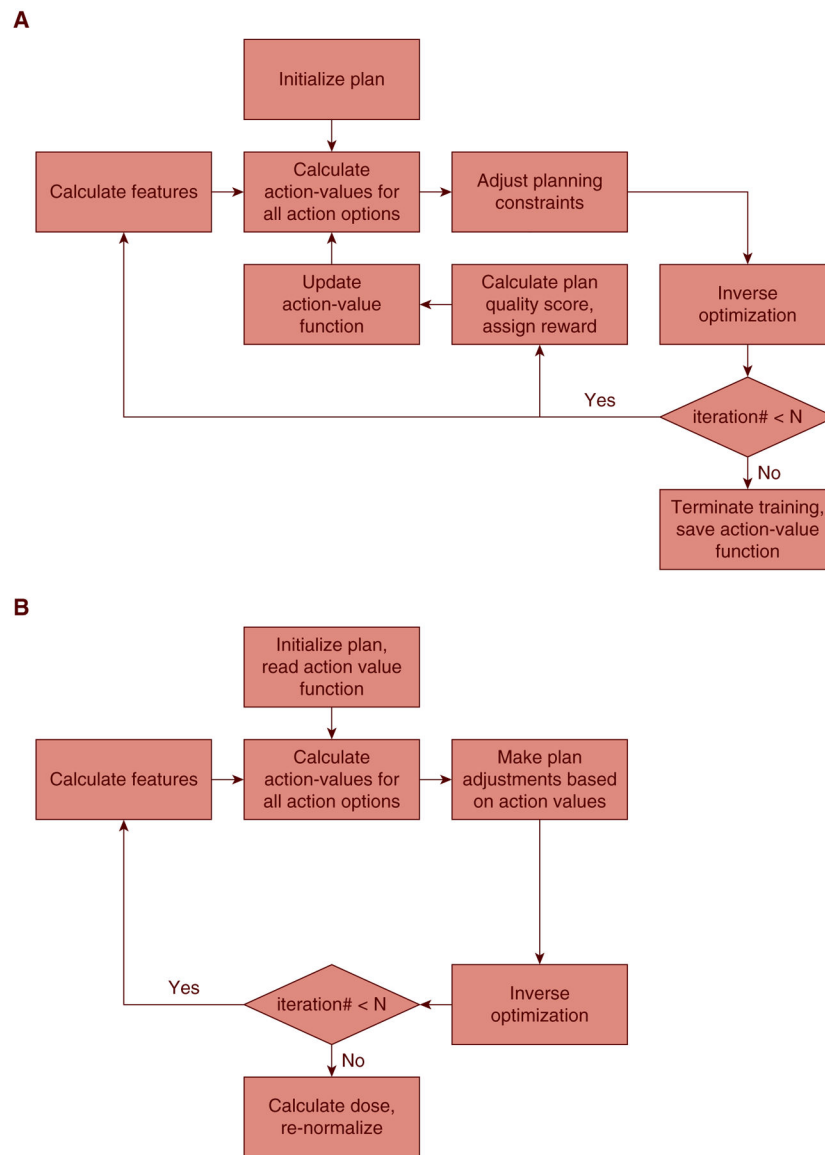 A
Initialize plan
Calculate features
Calculate
action-values for
all action options
Adjust planning
constraints
Update
action-value
function
Calculate plan
quality score,
assign reward
Inverse
optimization
Yes
iteration# < N
No
Terminate training,
save action-value
function
B
Initialize plan,
read action value
function
Calculate features
Calculate
action-values for
all action options
Make plan
adjustments based
on action values
Yes
iteration# < N
Inverse
optimization
No
Calculate dose,
re-normalize